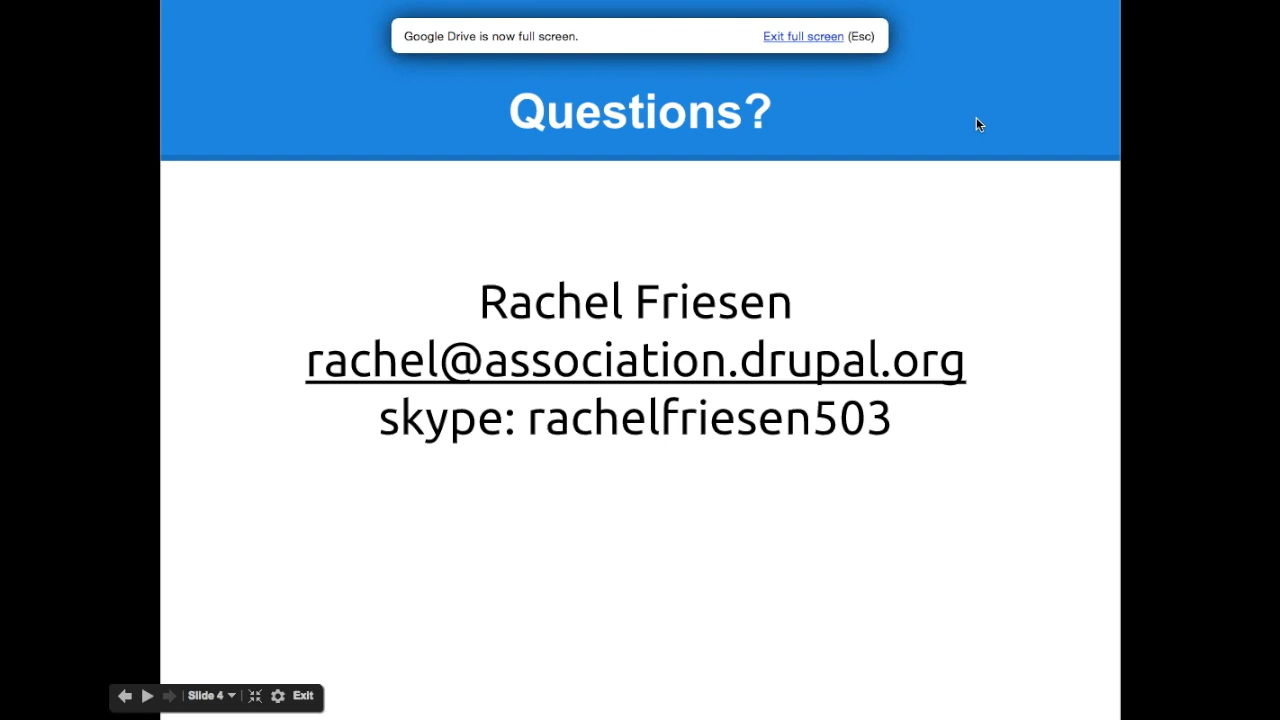 Google Drive is now full screen. Exit full screen (Esc)
Questions?
Rachel Friesen
rachel@association.drupal.org
skype: rachelfriesen503
Slide 4 Exit